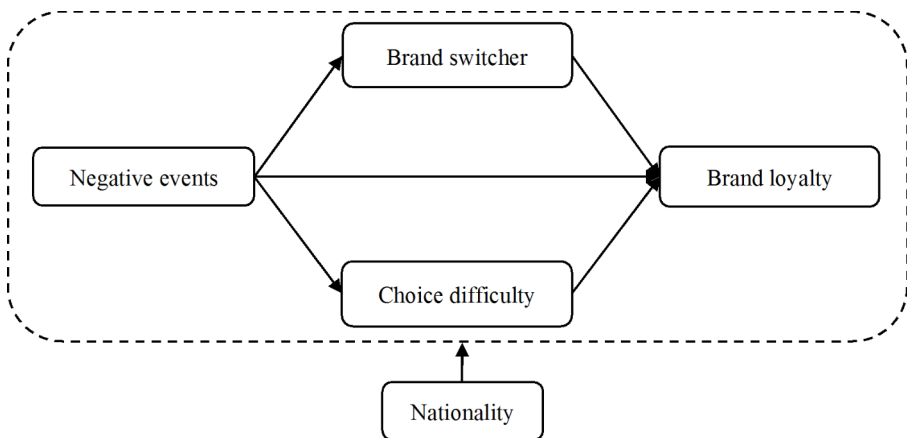 Brand switcher
Negative events
Brand loyalty
Choice difficulty
Nationality